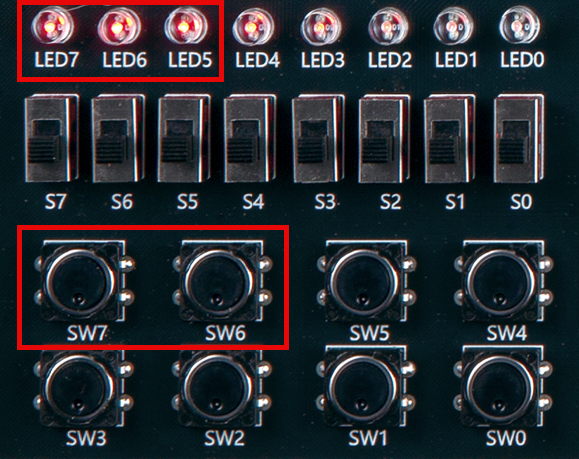 LED7 LED6 LED5 LED4 LED3 LED2 LED1 LED0
S7 S6 S5 S4 S3 S2 S1 S0
SW7 SW6 SW5 SW4
SW3 SW2 SW1 SW0